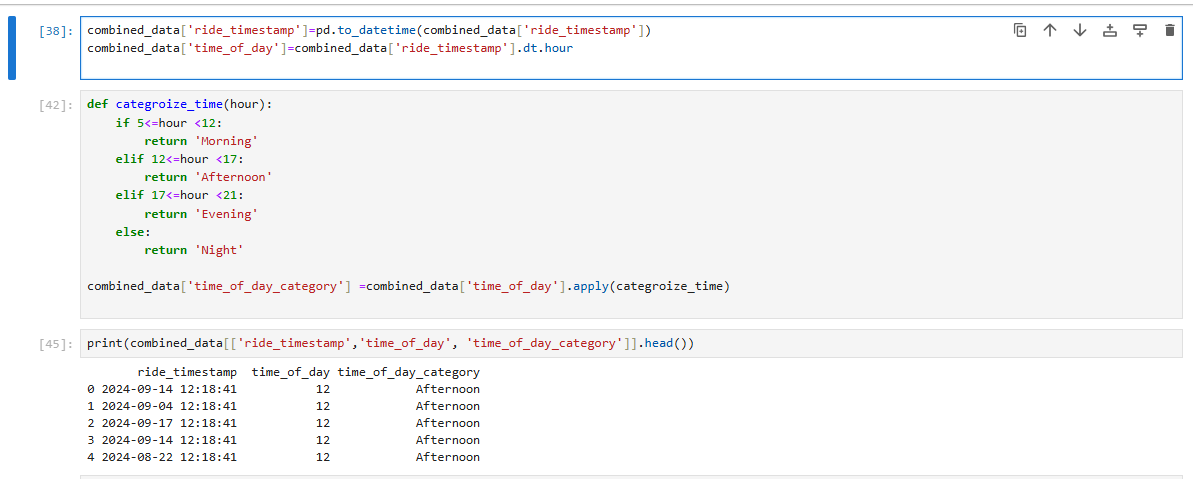 [38]: combined_data['ride_timestamp']=pd.to_datetime(combined_data['ride_timestamp'])
combined_data['time_of_day']=combined_data['ride_timestamp'].dt.hour
[42]: def categroize_time(hour):
    if 5<=hour <12:
        return 'Morning'
    elif 12<=hour <17:
        return 'Afternoon'
    elif 17<=hour <21:
        return 'Evening'
    else:
        return 'Night'
combined_data['time_of_day_category'] =combined_data['time_of_day'].apply(categroize_time)
[45]: print(combined_data[['ride_timestamp','time_of_day', 'time_of_day_category']].head())
ride_timestamp  time_of_day time_of_day_category
0 2024-09-14 12:18:41           12            Afternoon
1 2024-09-04 12:18:41           12            Afternoon
2 2024-09-17 12:18:41           12            Afternoon
3 2024-09-14 12:18:41           12            Afternoon
4 2024-08-22 12:18:41           12            Afternoon